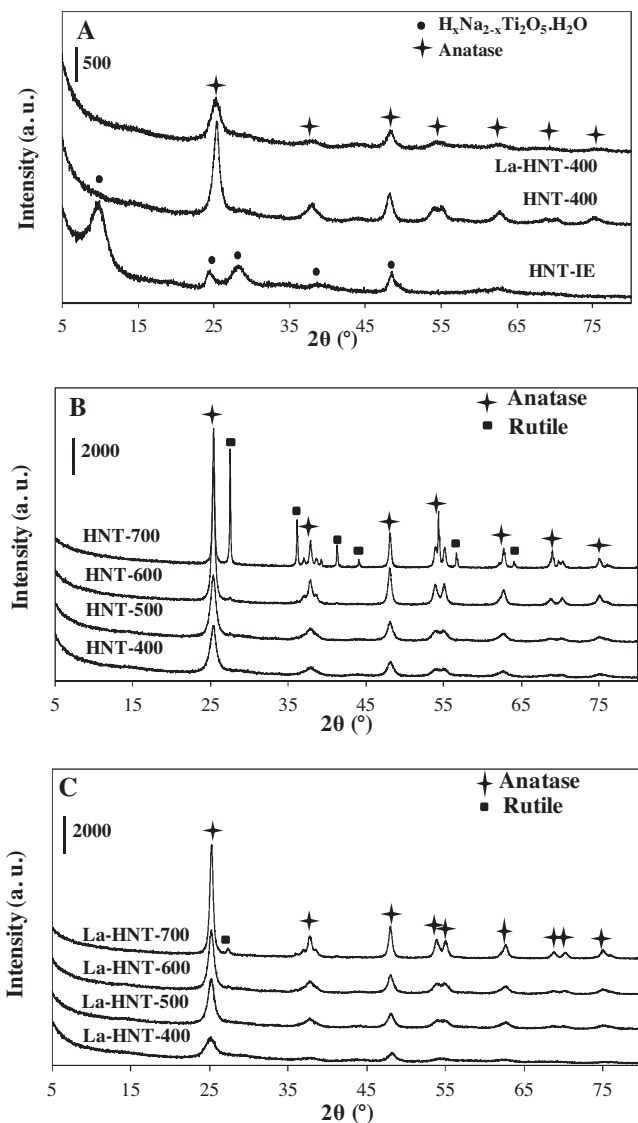 A
● HₓNa₂₋ₓTi₂O₅.H₂O
Anatase
500
La-HNT-400
HNT-400
HNT-IE
Intensity (a. u.)
5 15 25 35 45 55 65 75
2θ (°)
B
Anatase
■ Rutile
2000
HNT-700
HNT-600
HNT-500
HNT-400
Intensity (a. u.)
5 15 25 35 45 55 65 75
2θ (°)
C
Anatase
■ Rutile
2000
La-HNT-700
La-HNT-600
La-HNT-500
La-HNT-400
Intensity (a. u.)
5 15 25 35 45 55 65 75
2θ (°)